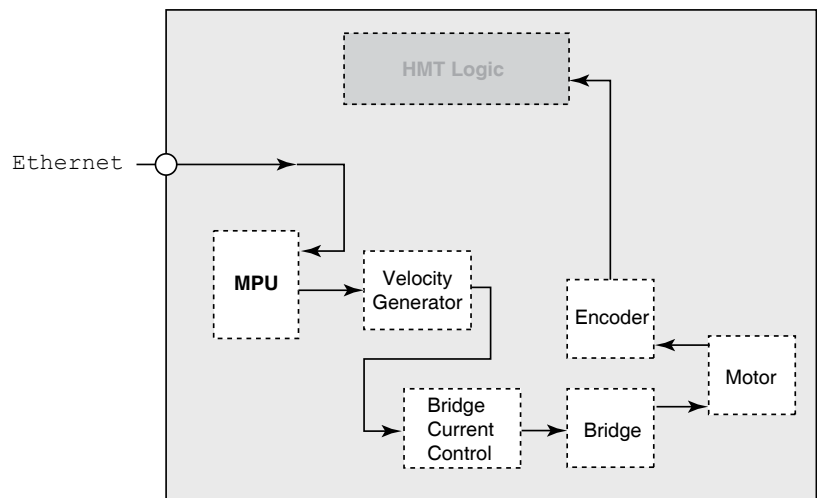 HMT Logic
Ethernet
MPU
Velocity
Generator
Encoder
Motor
Bridge
Current
Control
Bridge